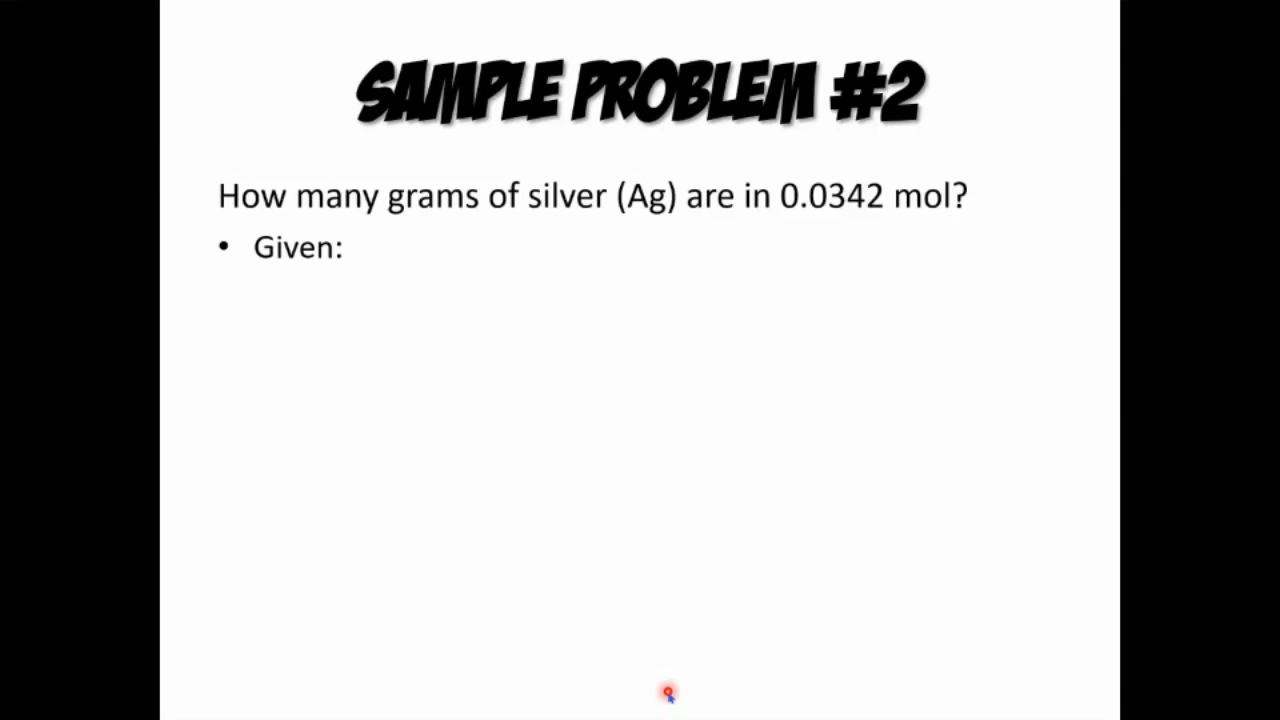 SAMPLE PROBLEM #2
How many grams of silver (Ag) are in 0.0342 mol?
• Given: